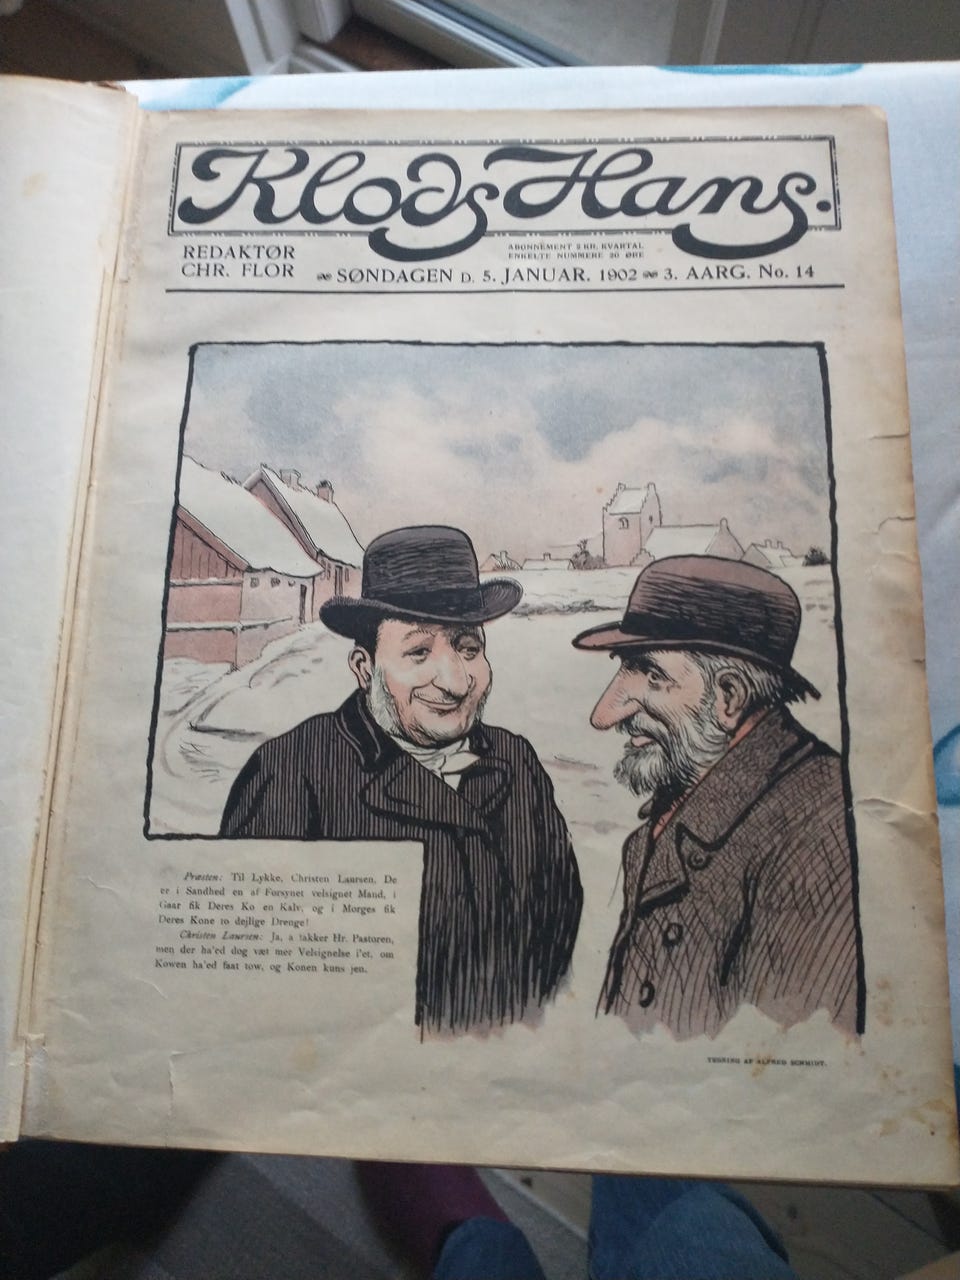 Klods Hans.
REDAKTØR
CHR. FLOR
ABONNEMENT 2 KR. KVARTAL
ENKELTE NUMMERE 20 ØRE
SØNDAGEN D. 5. JANUAR. 1902 3. AARG. No. 14
Præsten: Til Lykke, Christen Laursen, De
er i Sandhed en af Forsynet velsignet Mand, i
Gaar fik Deres Ko en Kalv, og i Morges fik
Deres Kone to dejlige Drenge!
Christen Laursen: Ja, a takker Hr. Pastoren,
men der ha'ed dog væt mer Velsignelse i'et, om
Kowen ha'ed faat tow, og Konen kuns jen.
TEGNING AF ALFRED SCHMIDT.